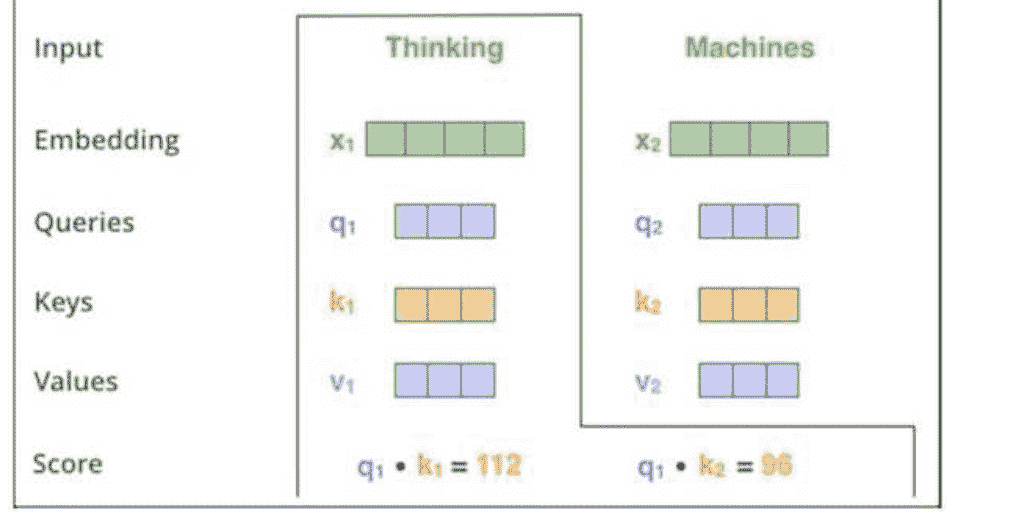 Input Thinking Machines
Embedding x₁ x₂
Queries q₁ q₂
Keys k₁ k₂
Values v₁ v₂
Score q₁ • k₁ = 112 q₁ • k₂ = 96